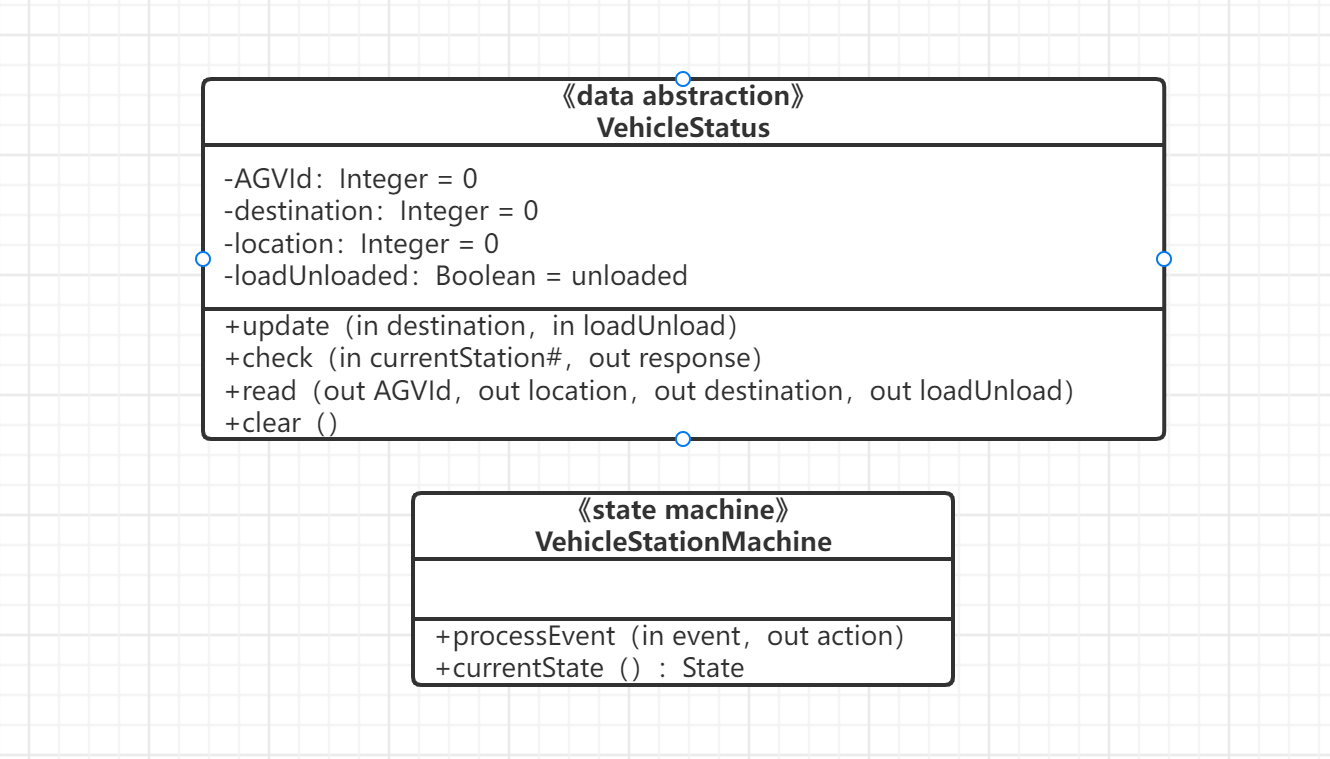 《data abstraction》
VehicleStatus
-AGVId：Integer = 0
-destination：Integer = 0
-location：Integer = 0
-loadUnloaded：Boolean = unloaded
+update（in destination，in loadUnload）
+check（in currentStation#，out response）
+read（out AGVId，out location，out destination，out loadUnload）
+clear（）
《state machine》
VehicleStationMachine
+processEvent（in event，out action）
+currentState（）：State